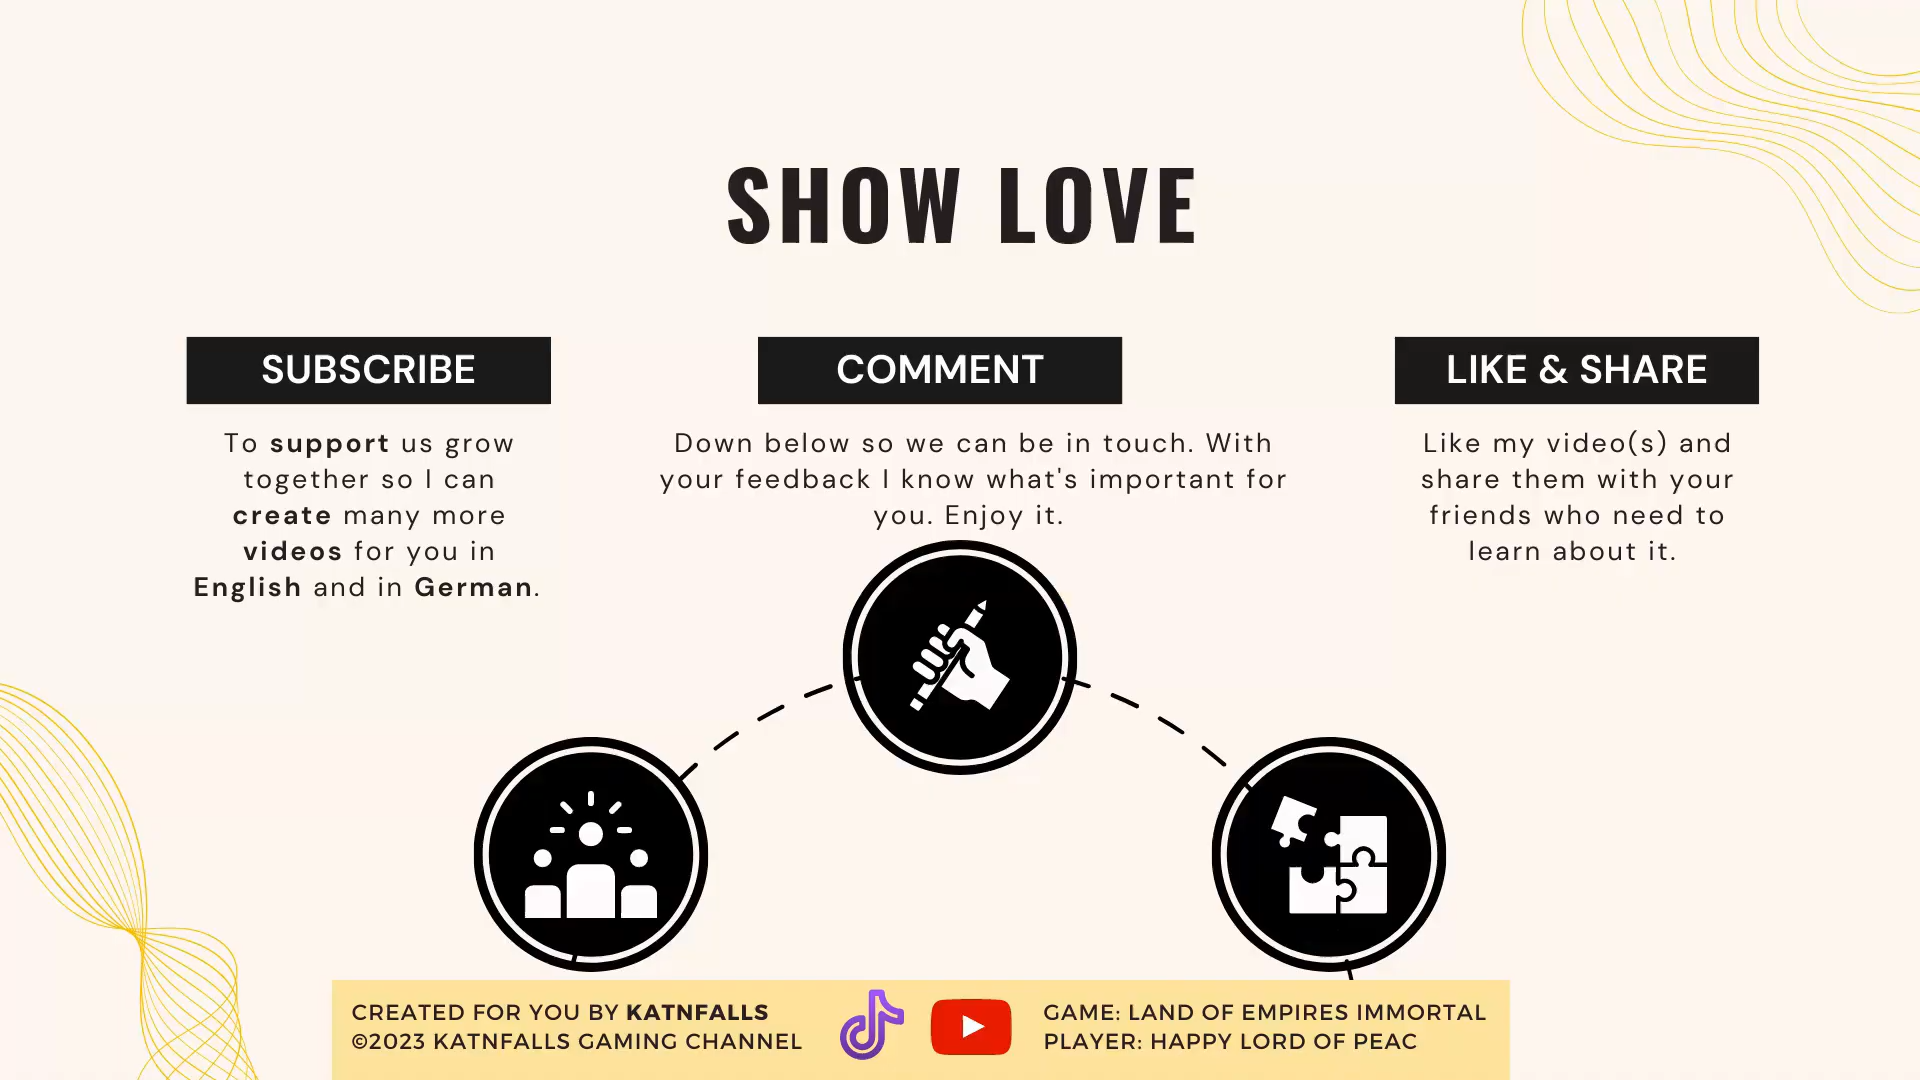 SHOW LOVE
SUBSCRIBE
To support us grow
together so I can
create many more
videos for you in
English and in German.
COMMENT
Down below so we can be in touch. With
your feedback I know what's important for
you. Enjoy it.
LIKE & SHARE
Like my video(s) and
share them with your
friends who need to
learn about it.
CREATED FOR YOU BY KATNFALLS
©2023 KATNFALLS GAMING CHANNEL
GAME: LAND OF EMPIRES IMMORTAL
PLAYER: HAPPY LORD OF PEAC